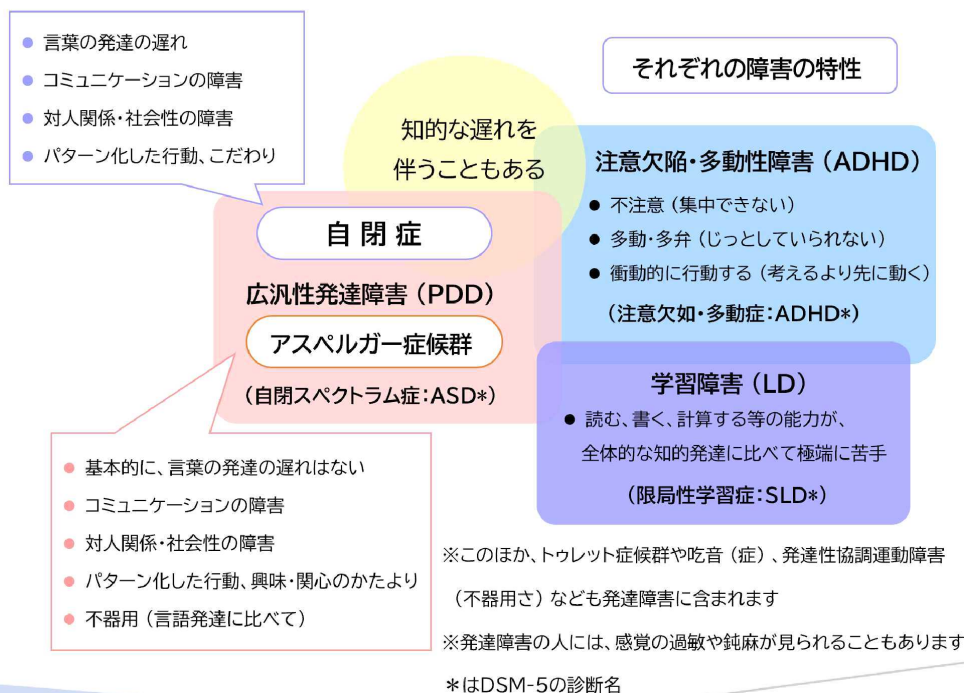 それぞれの障害の特性
● 言葉の発達の遅れ
● コミュニケーションの障害
● 対人関係・社会性の障害
● パターン化した行動、こだわり
知的な遅れを
伴うこともある
自閉症
広汎性発達障害（PDD）
アスペルガー症候群
（自閉スペクトラム症：ASD*）
● 基本的に、言葉の発達の遅れはない
● コミュニケーションの障害
● 対人関係・社会性の障害
● パターン化した行動、興味・関心のかたより
● 不器用（言語発達に比べて）
注意欠陥・多動性障害（ADHD）
● 不注意（集中できない）
● 多動・多弁（じっとしていられない）
● 衝動的に行動する（考えるより先に動く）
（注意欠如・多動症：ADHD*）
学習障害（LD）
● 読む、書く、計算する等の能力が、
全体的な知的発達に比べて極端に苦手
（限局性学習症：SLD*）
※このほか、トゥレット症候群や吃音（症）、発達性協調運動障害
（不器用さ）なども発達障害に含まれます
※発達障害の人には、感覚の過敏や鈍麻が見られることもあります
*はDSM-5の診断名